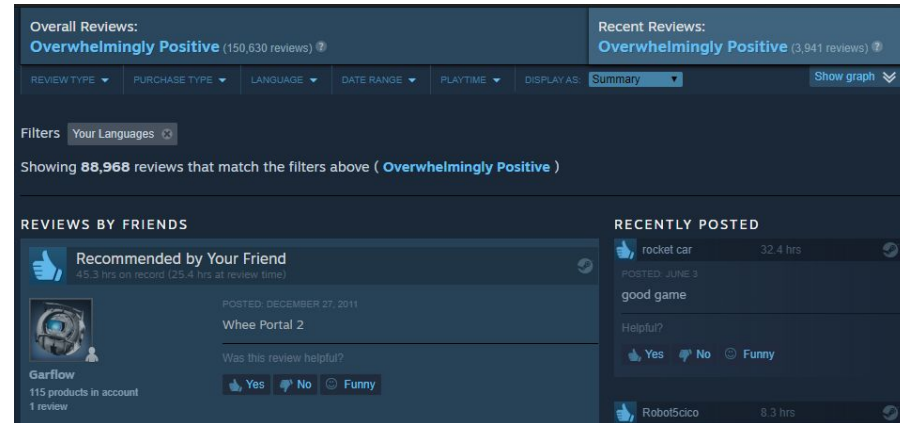 Overall Reviews:
Overwhelmingly Positive (150,630 reviews) ?
Recent Reviews:
Overwhelmingly Positive (3,941 reviews) ?
REVIEW TYPE PURCHASE TYPE LANGUAGE DATE RANGE PLAYTIME DISPLAY AS: Summary Show graph
Filters Your Languages
Showing 88,968 reviews that match the filters above ( Overwhelmingly Positive )
REVIEWS BY FRIENDS
Recommended by Your Friend
45.3 hrs on record (25.4 hrs at review time)
POSTED: DECEMBER 27, 2011
Whee Portal 2
Was this review helpful?
Yes No Funny
Garflow
115 products in account
1 review
RECENTLY POSTED
rocket car 32.4 hrs
POSTED: JUNE 3
good game
Helpful?
Yes No Funny
Robot5cico 8.3 hrs